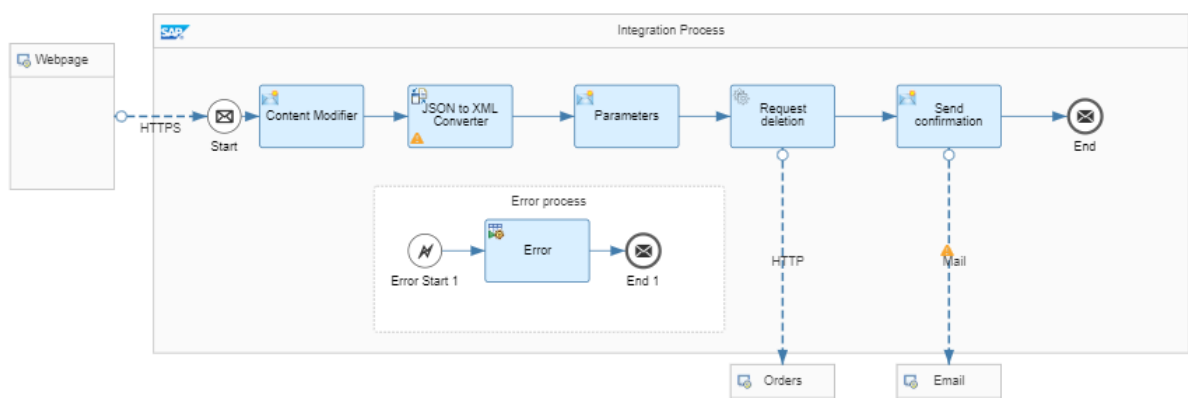 SAP
Integration Process
Webpage
HTTPS
Start
Content Modifier
JSON to XML
Converter
Parameters
Request
deletion
Send
confirmation
End
Error process
Error Start 1
Error
End 1
HTTP
Mail
Orders
Email